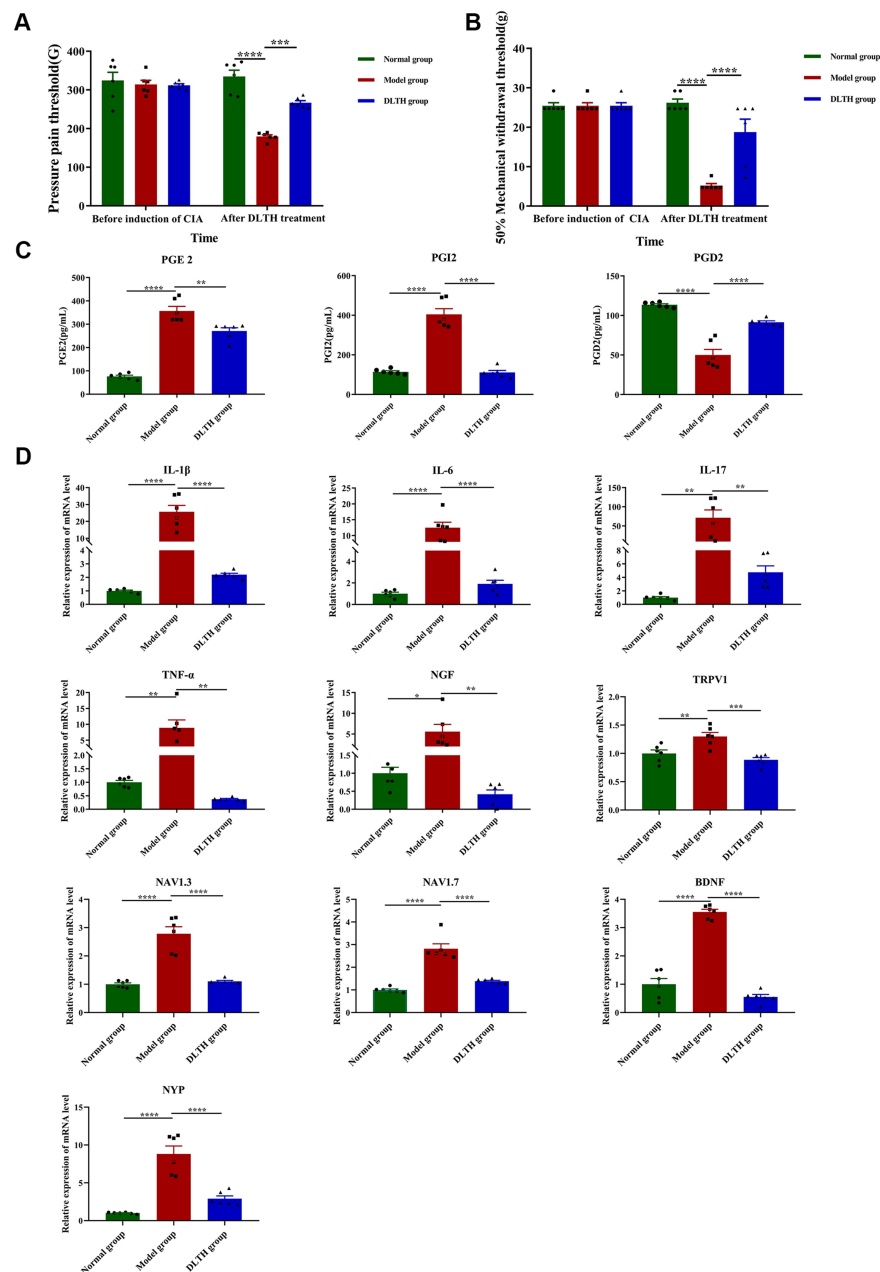 A
Pressure pain threshold(G)
400
300
200
100
0
**** ***
Before induction of CIA After DLTH treatment
Time
Normal group
Model group
DLTH group
B
50% Mechanical withdrawal threshold(g)
40
30
20
10
0
**** ****
Before induction of CIA After DLTH treatment
Time
Normal group
Model group
DLTH group
C
PGE 2
PGE2(pg/mL)
500
400
300
200
100
0
**** **
Normal group
Model group
DLTH group
PGI2
PGI2(pg/mL)
600
400
200
0
**** ****
Normal group
Model group
DLTH group
PGD2
PGD2(pg/mL)
150
100
50
0
**** ****
Normal group
Model group
DLTH group
D
IL-1β
Relative expression of mRNA level
40
30
20
10
4
3
2
1
0
**** ****
Normal group
Model group
DLTH group
IL-6
Relative expression of mRNA level
25
20
15
10
4
2
0
**** ****
Normal group
Model group
DLTH group
IL-17
Relative expression of mRNA level
150
100
50
8
6
4
2
0
** **
Normal group
Model group
DLTH group
TNF-α
Relative expression of mRNA level
20
15
10
5
2.0
1.5
1.0
0.5
0.0
** **
Normal group
Model group
DLTH group
NGF
Relative expression of mRNA level
15
10
5
1.5
1.0
0.5
0.0
* **
Normal group
Model group
DLTH group
TRPV1
Relative expression of mRNA level
2.0
1.5
1.0
0.5
0.0
** ***
Normal group
Model group
DLTH group
NAV1.3
Relative expression of mRNA level
4
3
2
1
0
**** ****
Normal group
Model group
DLTH group
NAV1.7
Relative expression of mRNA level
5
4
3
2
1
0
**** ****
Normal group
Model group
DLTH group
BDNF
Relative expression of mRNA level
4
3
2
1
0
**** ****
Normal group
Model group
DLTH group
NYP
Relative expression of mRNA level
15
10
5
0
**** ****
Normal group
Model group
DLTH group